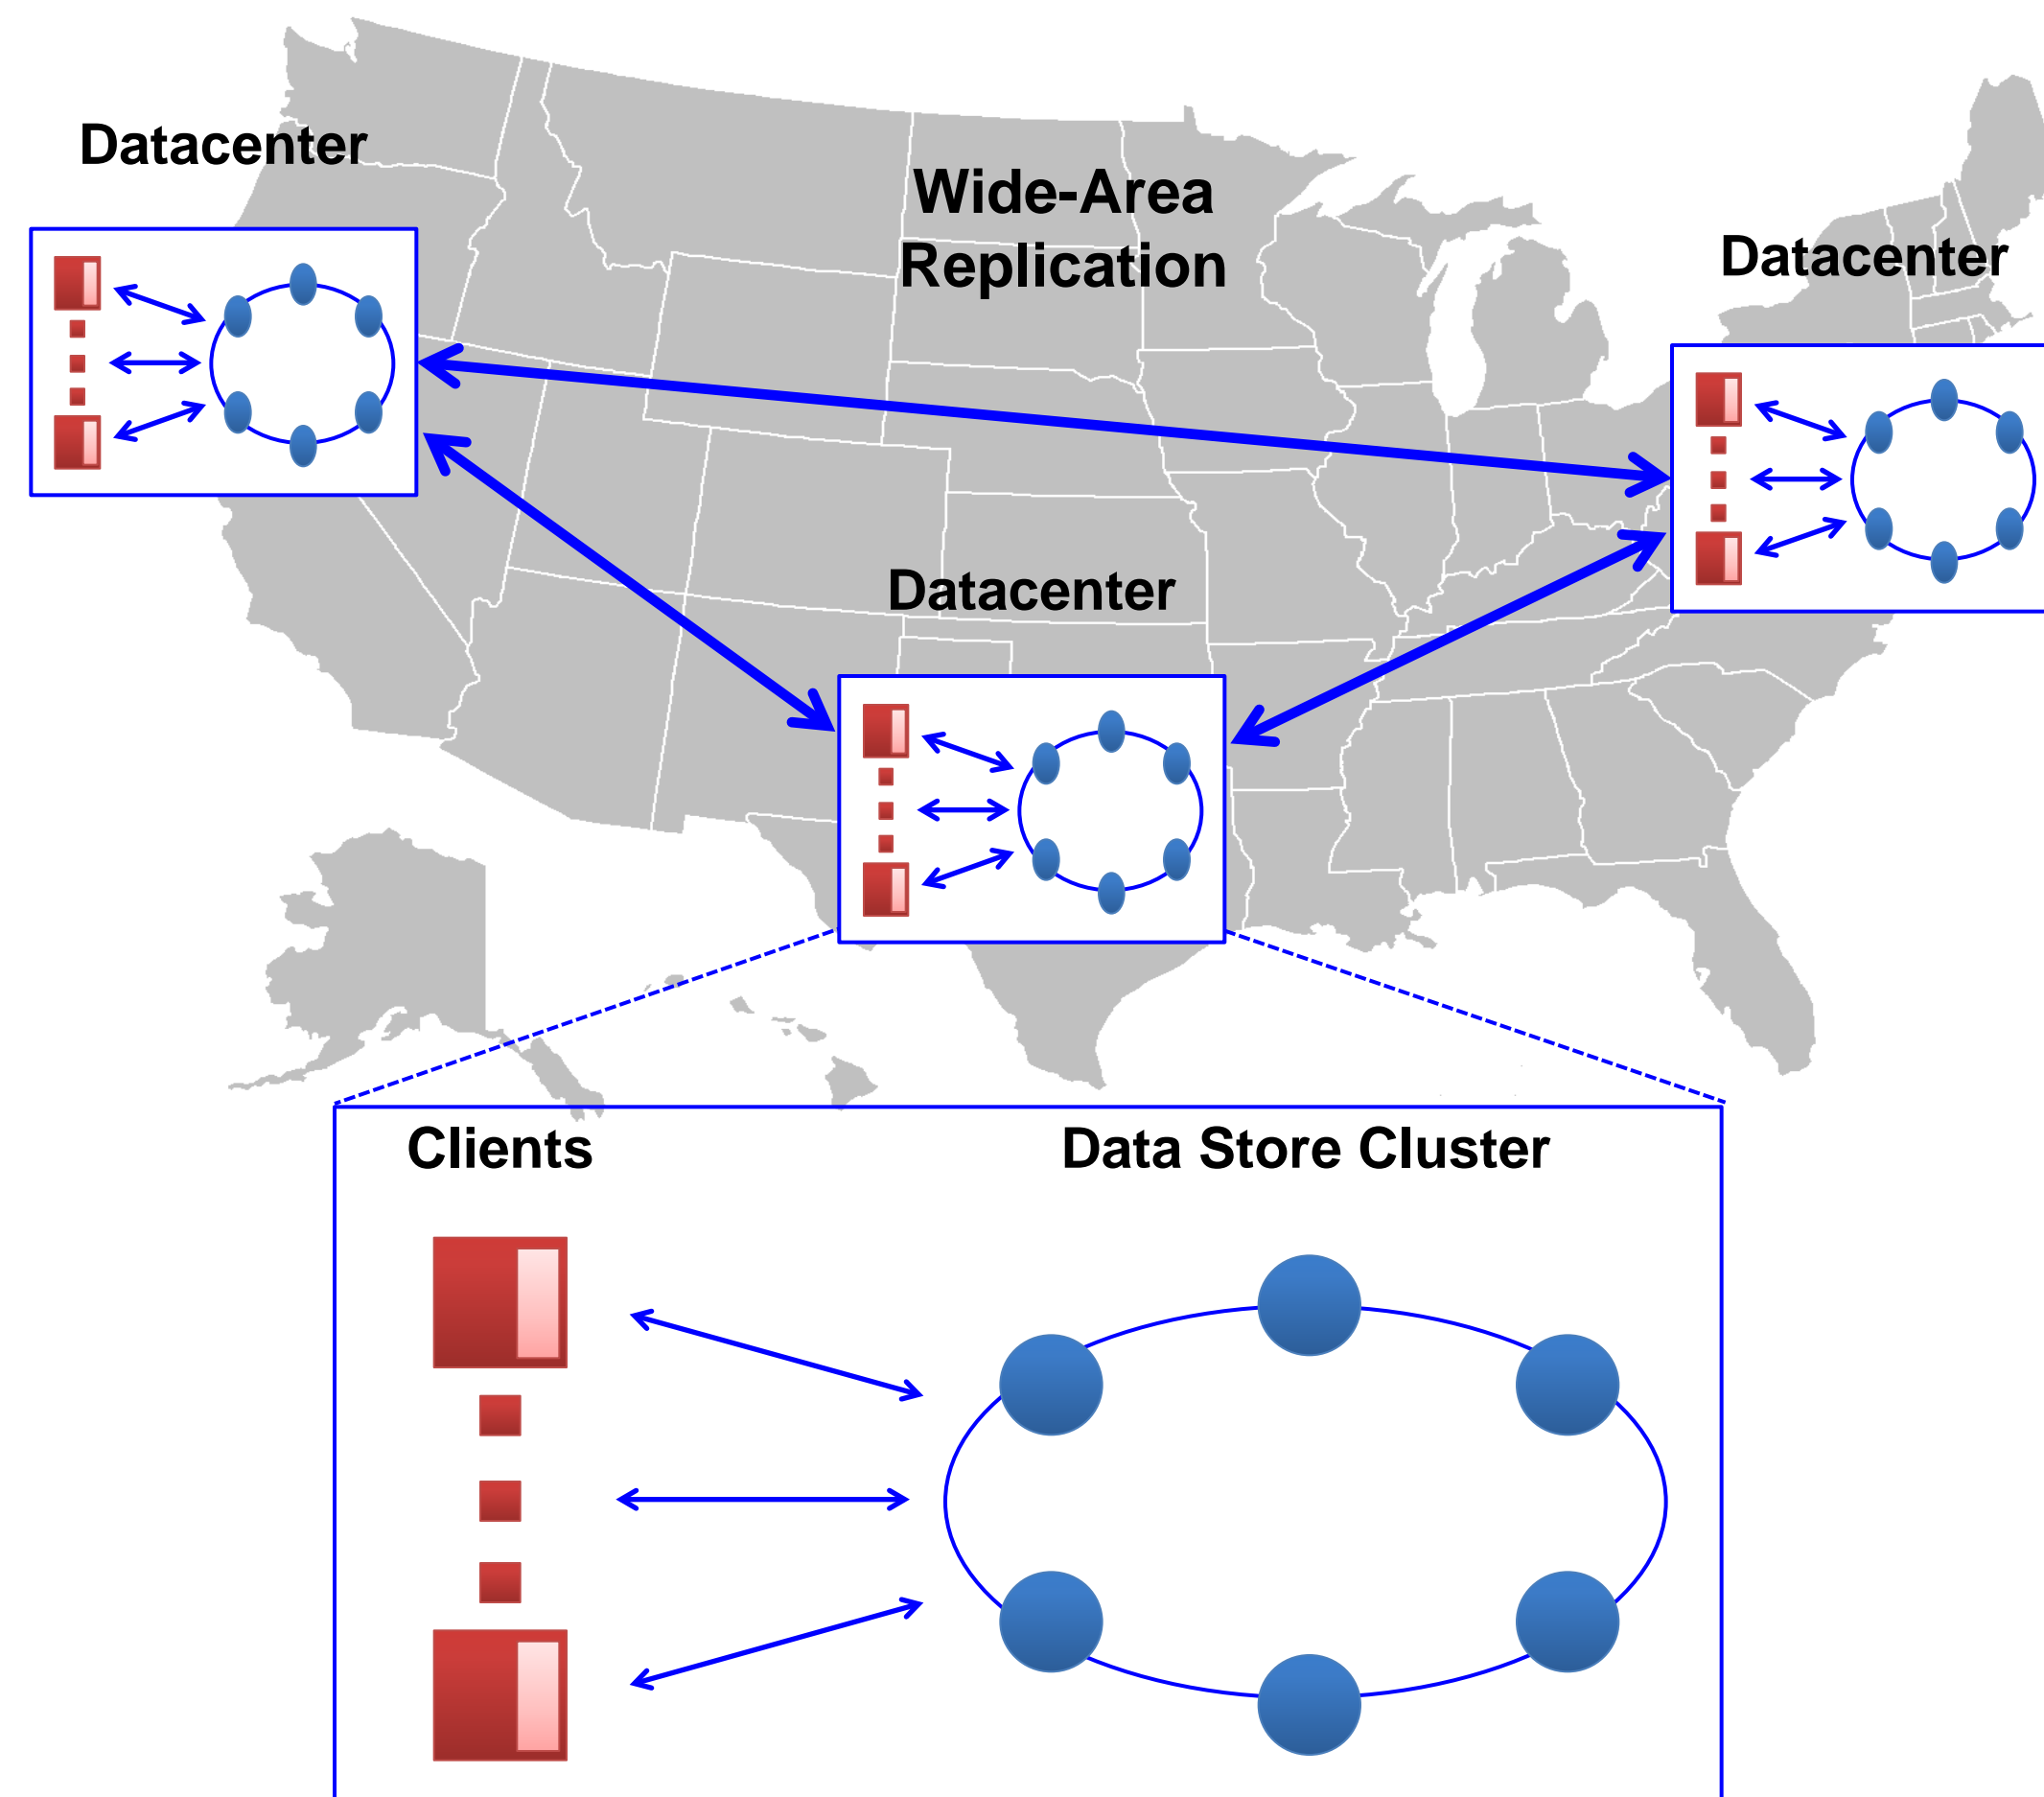 Datacenter
Wide-Area
Replication
Datacenter
Datacenter
Clients
Data Store Cluster